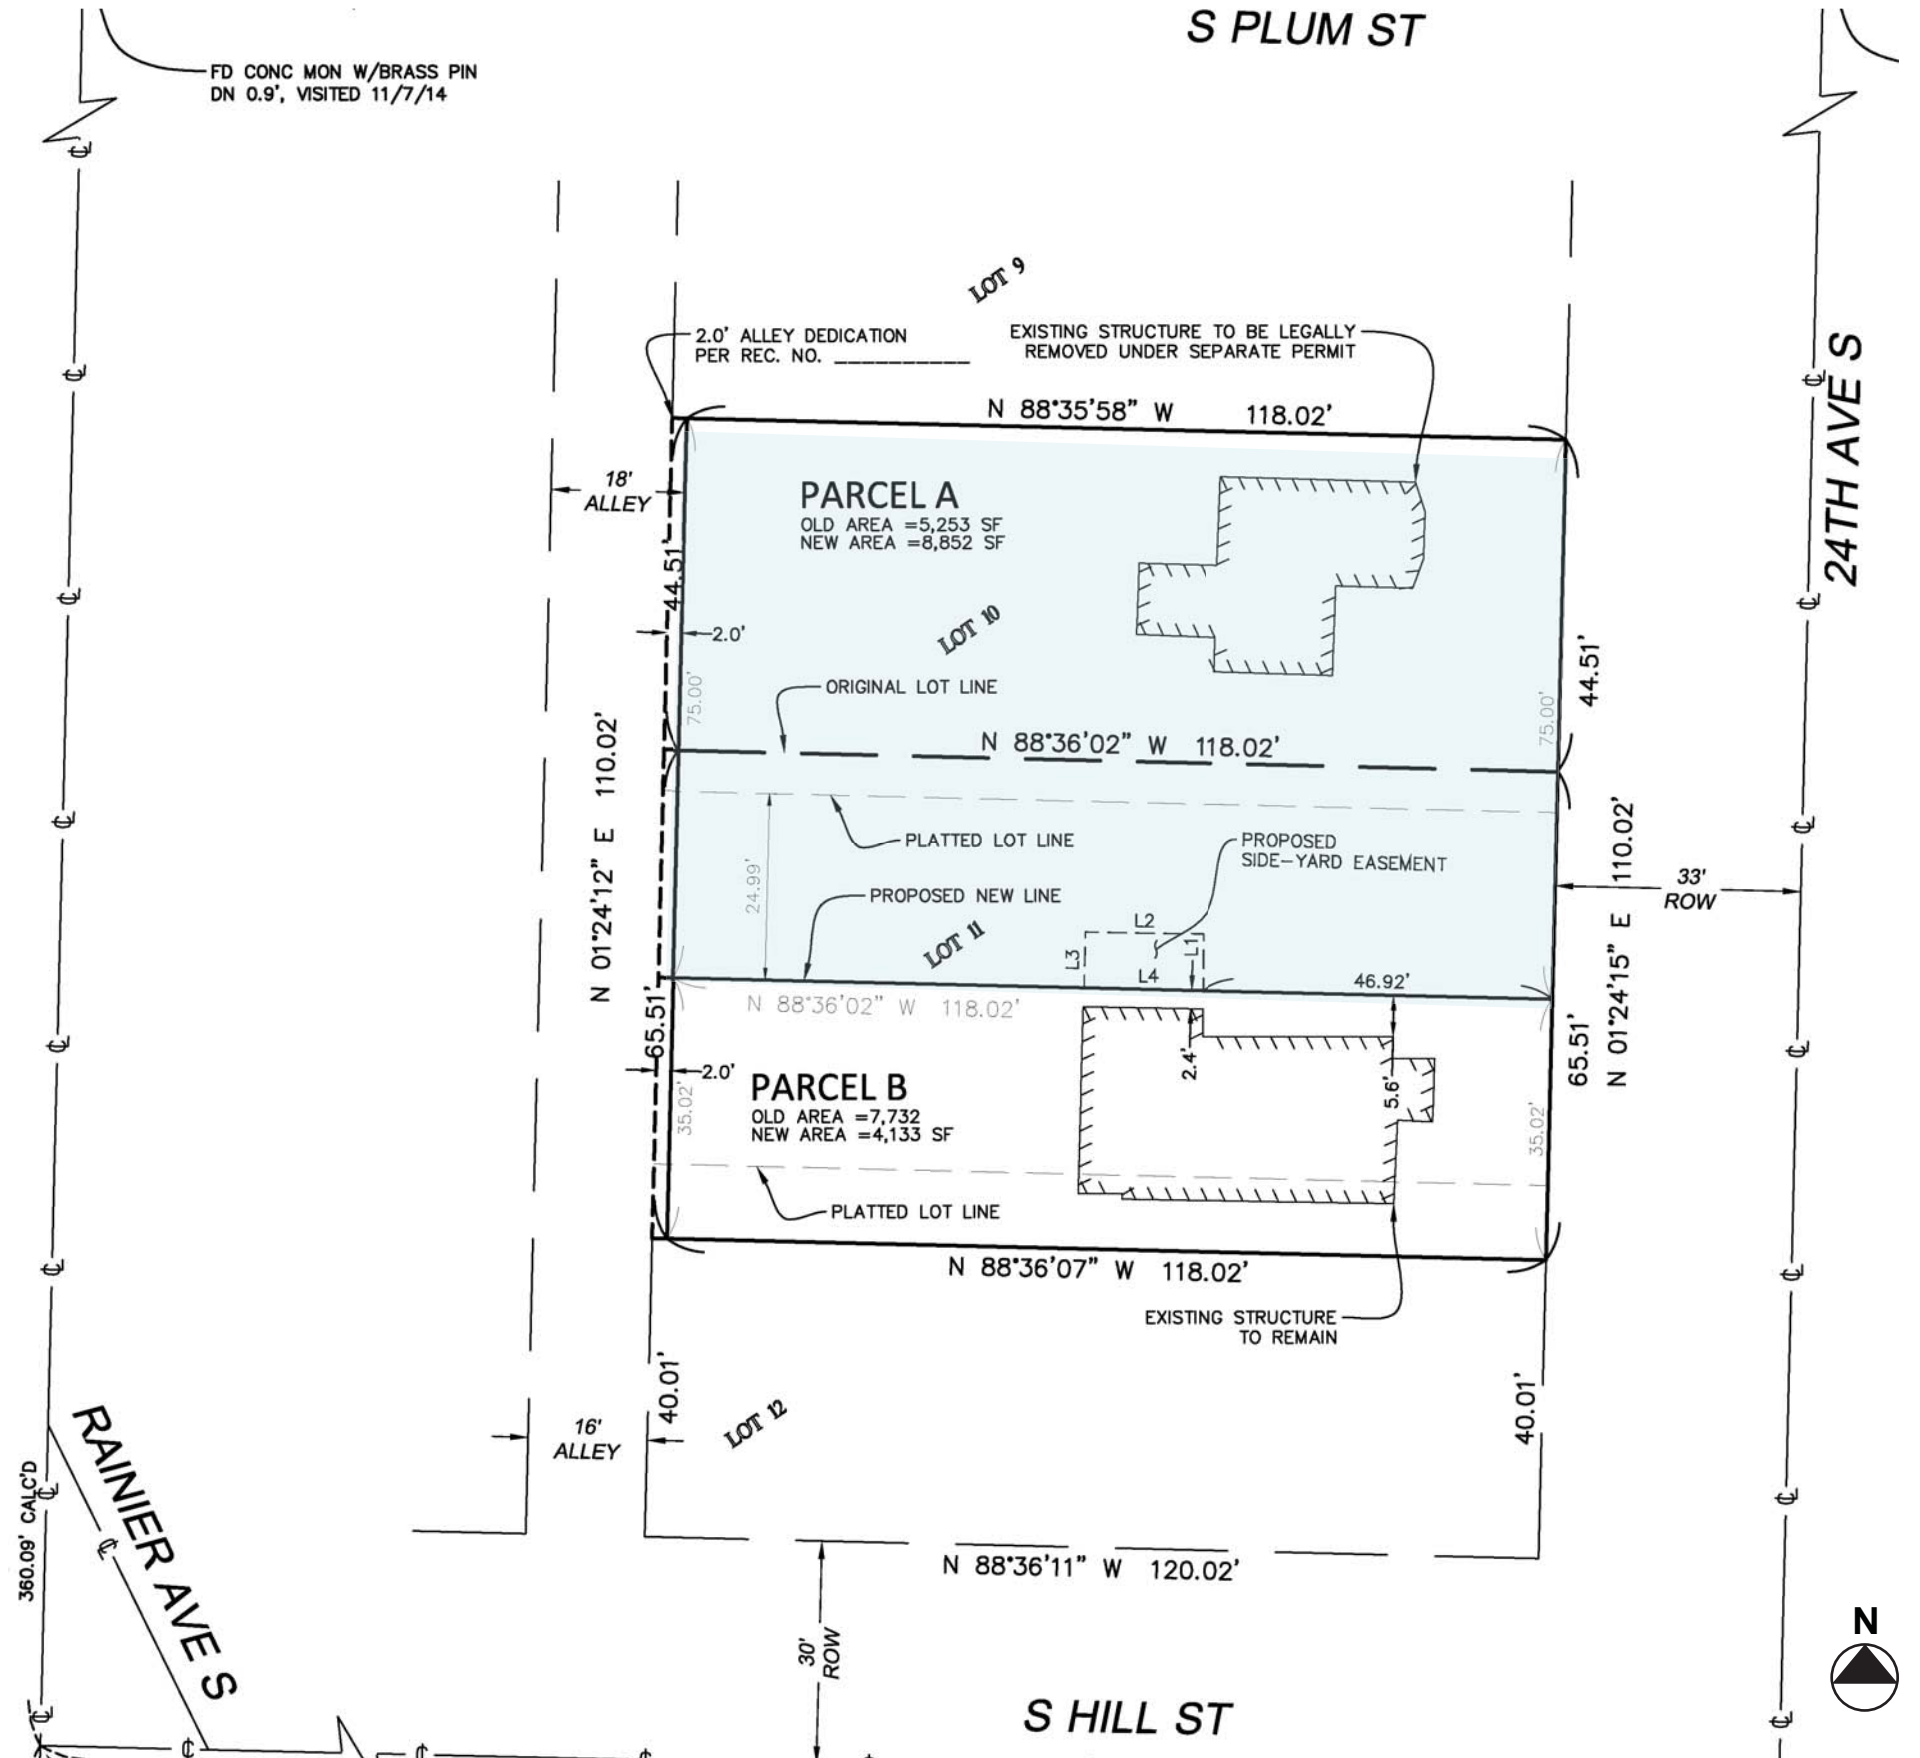 S PLUM ST
FD CONC MON W/BRASS PIN
DN 0.9', VISITED 11/7/14
LOT 9
2.0' ALLEY DEDICATION
PER REC. NO. ___________
EXISTING STRUCTURE TO BE LEGALLY
REMOVED UNDER SEPARATE PERMIT
24TH AVE S
N 88°35'58" W 118.02'
18'
ALLEY
PARCEL A
OLD AREA =5,253 SF
NEW AREA =8,852 SF
44.51'
LOT 10
2.0'
44.51'
75.00'
ORIGINAL LOT LINE
75.00'
N 88°36'02" W 118.02'
N 01°24'12" E 110.02'
PLATTED LOT LINE
PROPOSED
SIDE-YARD EASEMENT
N 01°24'15" E 110.02'
24.99'
33'
ROW
PROPOSED NEW LINE
LOT 11
L2
L1
L3
L4
46.92'
N 88°36'02" W 118.02'
65.51'
65.51'
2.0'
2.4'
5.6'
PARCEL B
OLD AREA =7,732
NEW AREA =4,133 SF
35.02'
35.02'
PLATTED LOT LINE
N 88°36'07" W 118.02'
EXISTING STRUCTURE
TO REMAIN
40.01'
40.01'
LOT 12
16'
ALLEY
RAINIER AVE S
360.09' CALC'D
N 88°36'11" W 120.02'
30'
ROW
N
S HILL ST